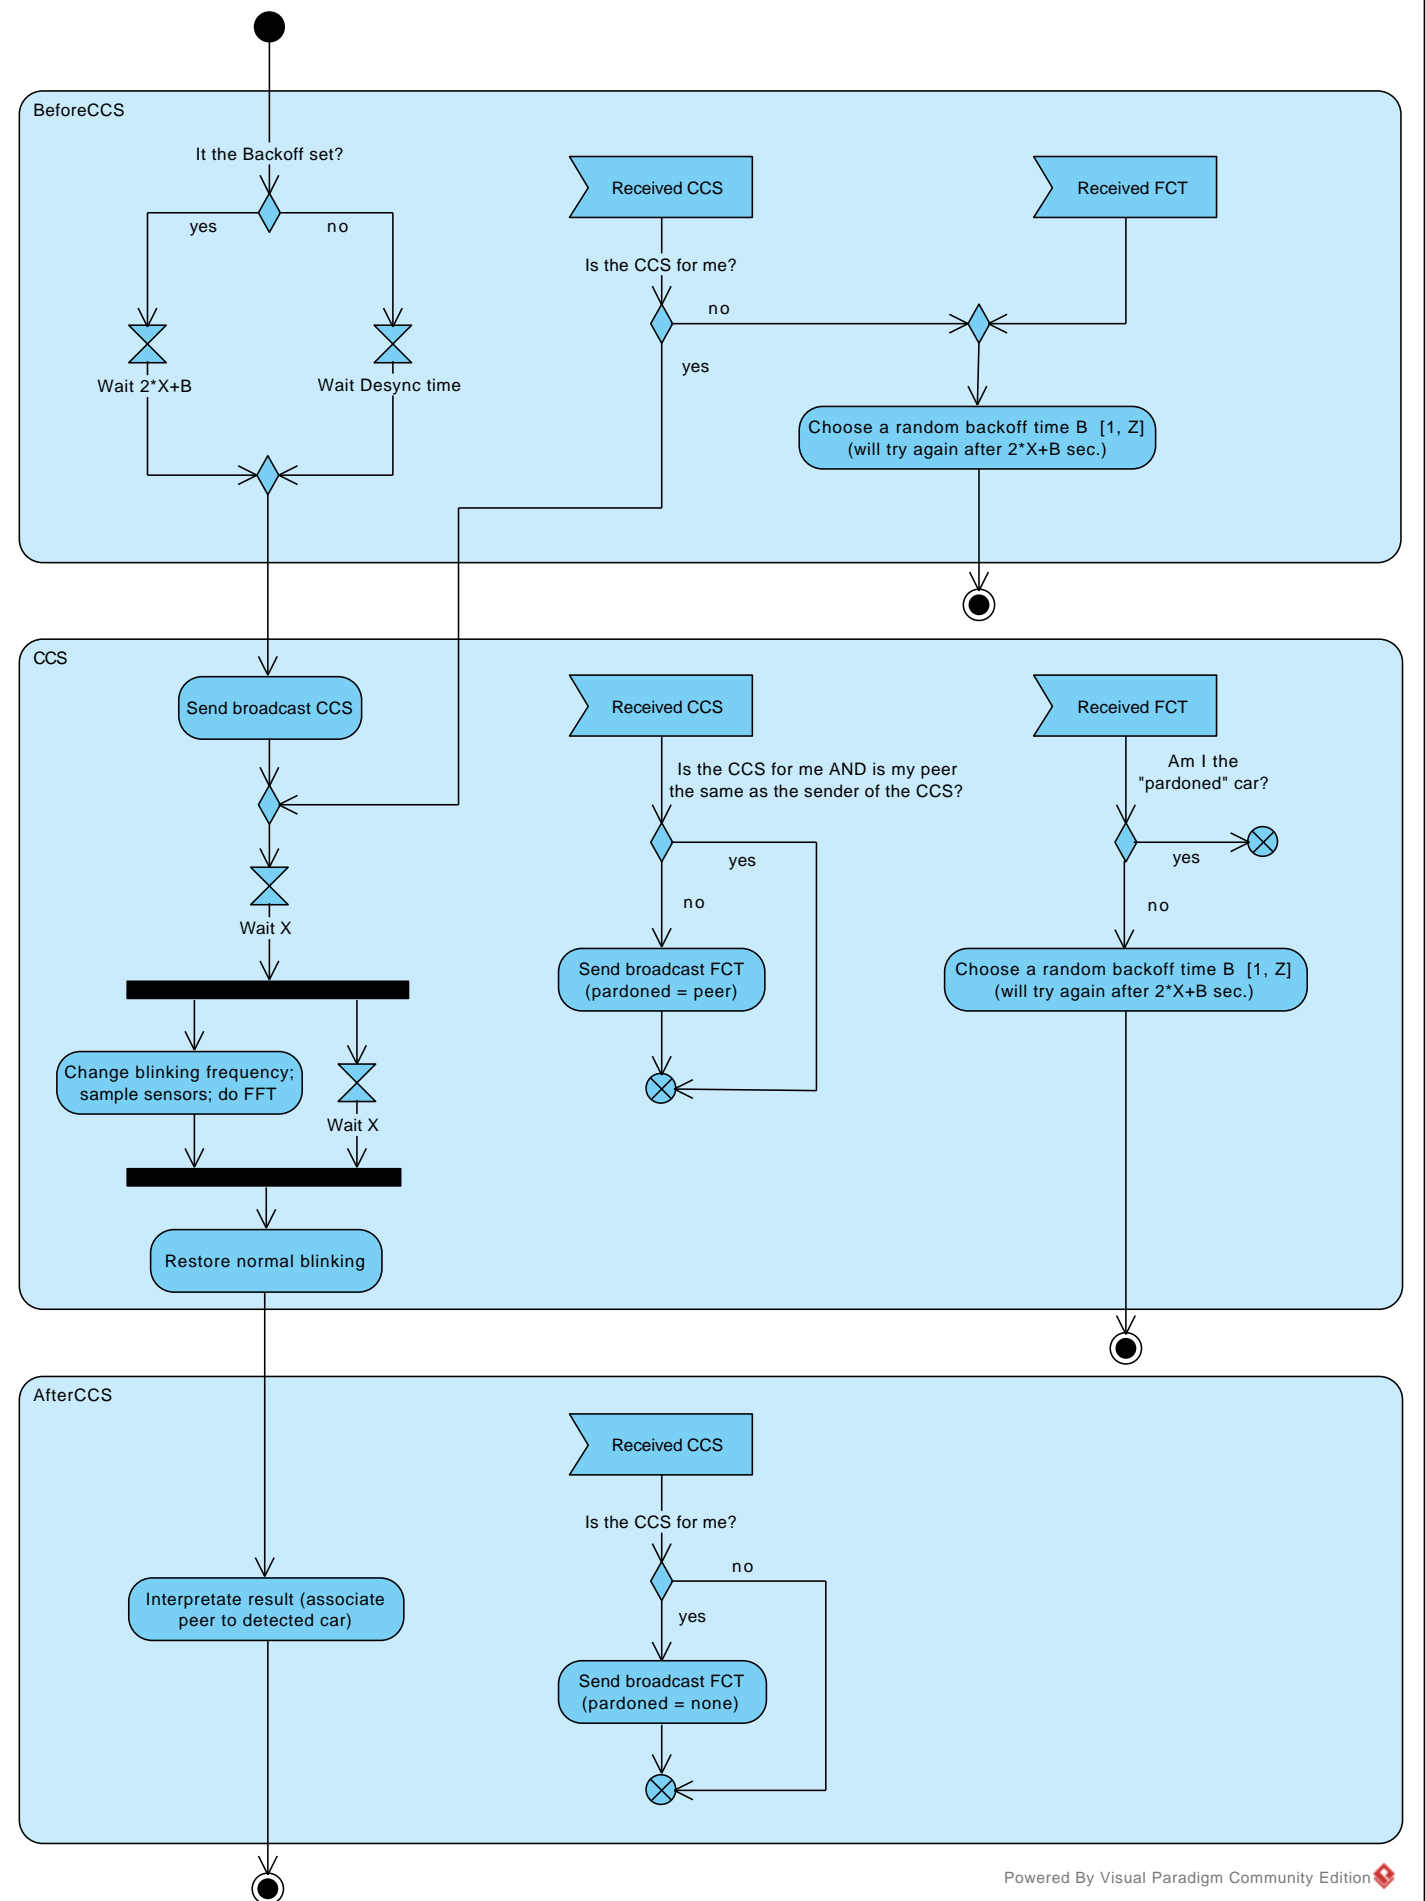 BeforeCCS
It the Backoff set?
yes
no
Wait 2*X+B
Wait Desync time
Received CCS
Is the CCS for me?
no
yes
Received FCT
Choose a random backoff time B  [1, Z]
(will try again after 2*X+B sec.)
CCS
Send broadcast CCS
Wait X
Change blinking frequency;
sample sensors; do FFT
Wait X
Restore normal blinking
Received CCS
Is the CCS for me AND is my peer
the same as the sender of the CCS?
yes
no
Send broadcast FCT
(pardoned = peer)
Received FCT
Am I the
"pardoned" car?
yes
no
Choose a random backoff time B  [1, Z]
(will try again after 2*X+B sec.)
AfterCCS
Interpretate result (associate
peer to detected car)
Received CCS
Is the CCS for me?
no
yes
Send broadcast FCT
(pardoned = none)
Powered By Visual Paradigm Community Edition